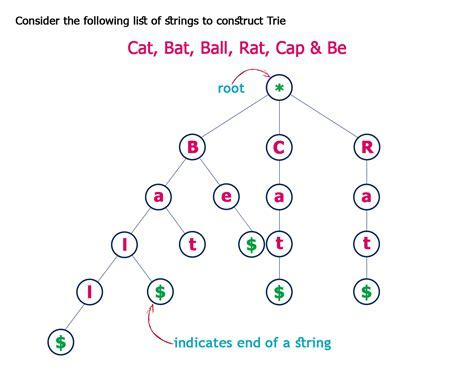 Consider the following list of strings to construct Trie
Cat, Bat, Ball, Rat, Cap & Be
root *
B C R
a e a a
l t $ t t
l $ $ $
$ indicates end of a string